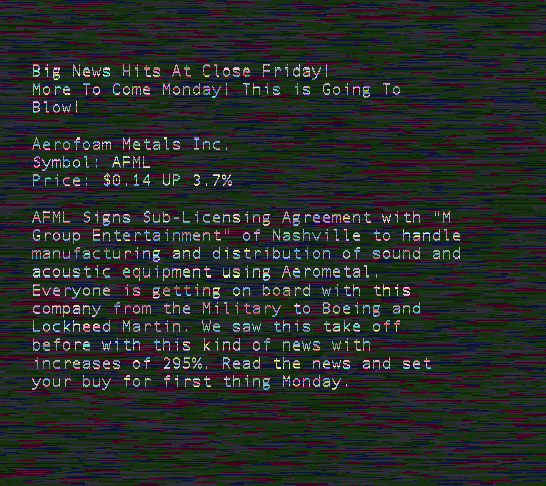 Big News Hits At Close Friday!
More To Come Monday! This is Going To
Blow!
Aerofoam Metals Inc.
Symbol: AFML
Price: $0.14 UP 3.7%
AFML Signs Sub-Licensing Agreement with "M
Group Entertainment" of Nashville to handle
manufacturing and distribution of sound and
acoustic equipment using Aerometal.
Everyone is getting on board with this
company from the Military to Boeing and
Lockheed Martin. We saw this take off
before with this kind of news with
increases of 295%. Read the news and set
your buy for first thing Monday.